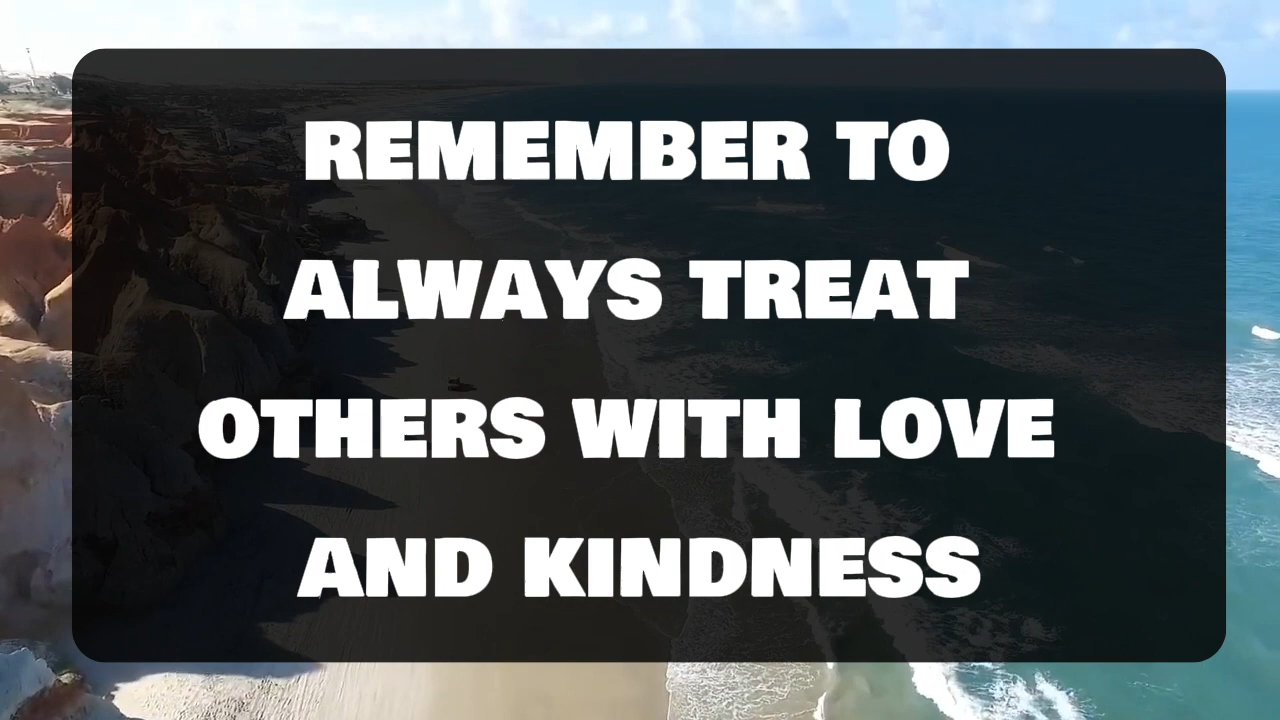 REMEMBER TO
ALWAYS TREAT
OTHERS WITH LOVE
AND KINDNESS